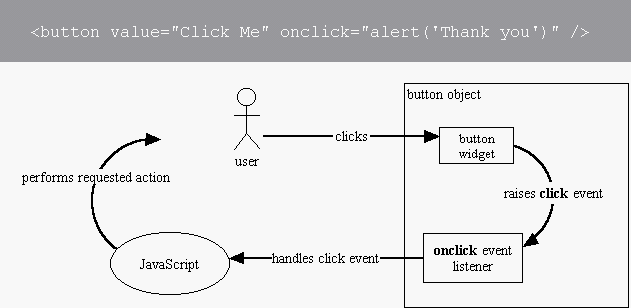 <button value="Click Me" onclick="alert('Thank you')" />
button object
user
clicks
button
widget
raises click event
onclick event
listener
handles click event
JavaScript
performs requested action